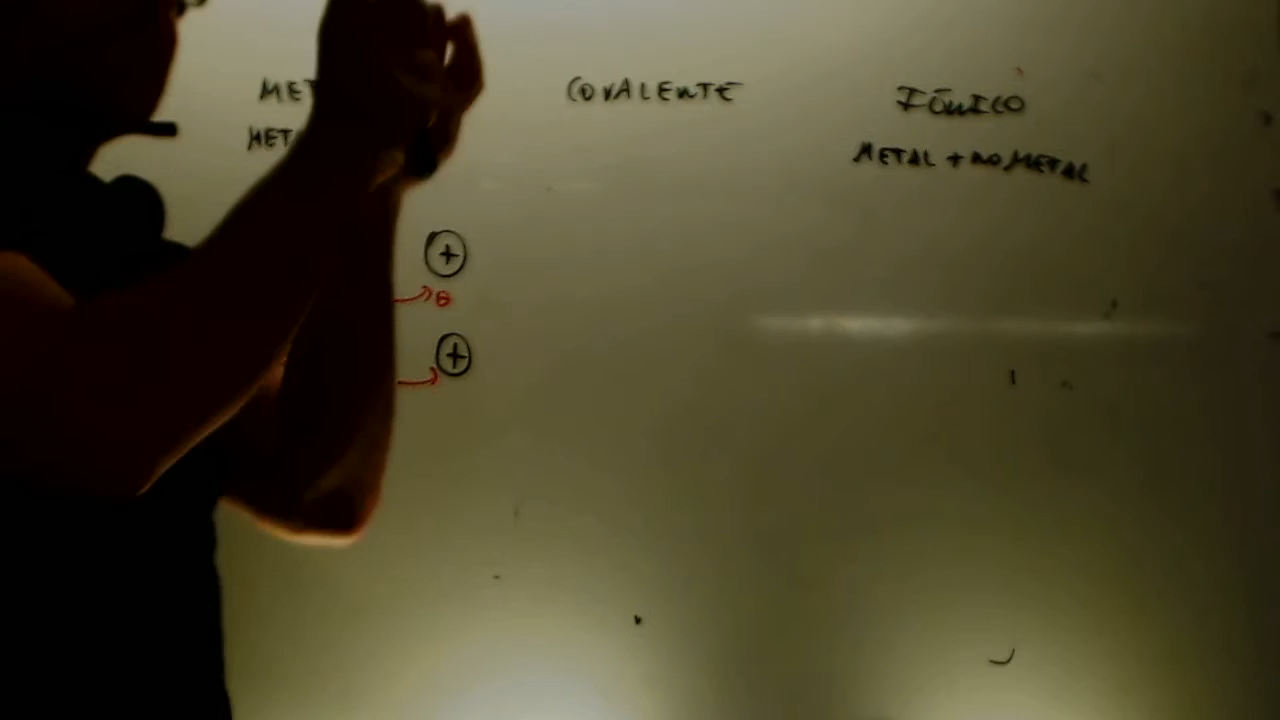 COVALENTE
IÓNICO
METAL + NO METAL
+
+